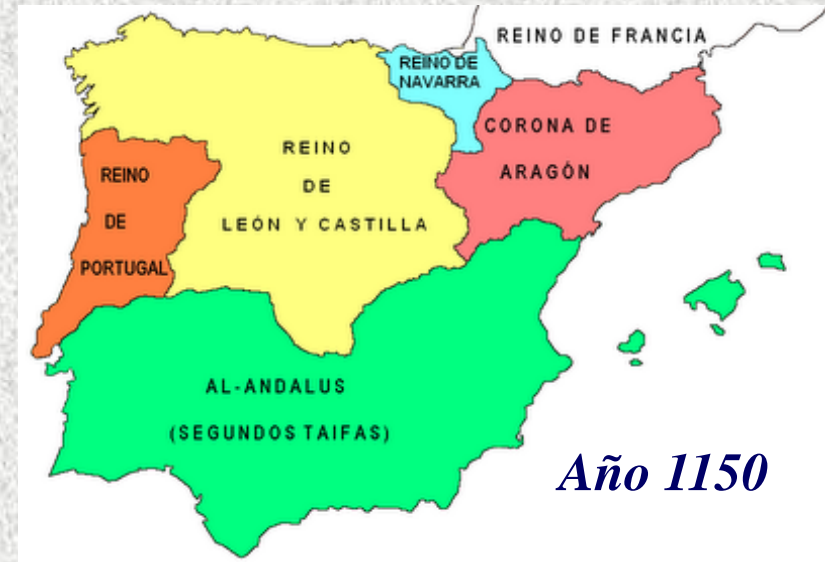 REINO DE FRANCIA
REINO DE
NAVARRA
CORONA DE
ARAGÓN
REINO
DE
LEÓN Y CASTILLA
REINO
DE
PORTUGAL
AL-ANDALUS
(SEGUNDOS TAIFAS)
Año 1150